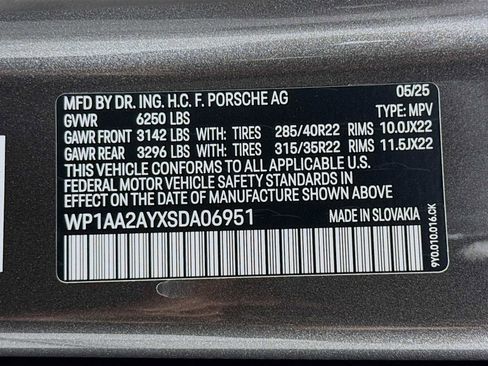 MFD BY DR. ING. H.C. F. PORSCHE AG 05/25
GVWR 6250 LBS TYPE: MPV
GAWR FRONT 3142 LBS WITH: TIRES 285/40R22 RIMS 10.0JX22
GAWR REAR 3296 LBS WITH: TIRES 315/35R22 RIMS 11.5JX22
THIS VEHICLE CONFORMS TO ALL APPLICABLE
FEDERAL MOTOR VEHICLE SAFETY STANDARDS IN
EFFECT ON THE DATE OF MANUFACTURE SHOWN ABOVE
WP1AA2AYXSDA06951 MADE IN SLOVAKIA
9Y0.010.016.CK